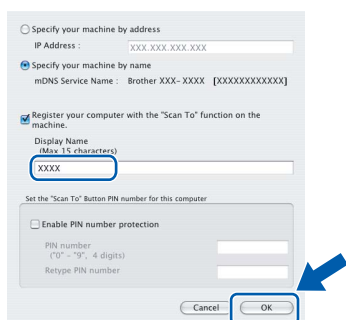 Specify your machine by address
IP Address : XXX.XXX.XXX.XXX
Specify your machine by name
mDNS Service Name : Brother XXX-XXXX [XXXXXXXXXXXX]
Register your computer with the "Scan To" function on the
machine.
Display Name
(Max 15 characters)
XXXX
Set the "Scan To" Button PIN number for this computer
Enable PIN number protection
PIN number
("0" - "9", 4 digits)
Retype PIN number
Cancel OK